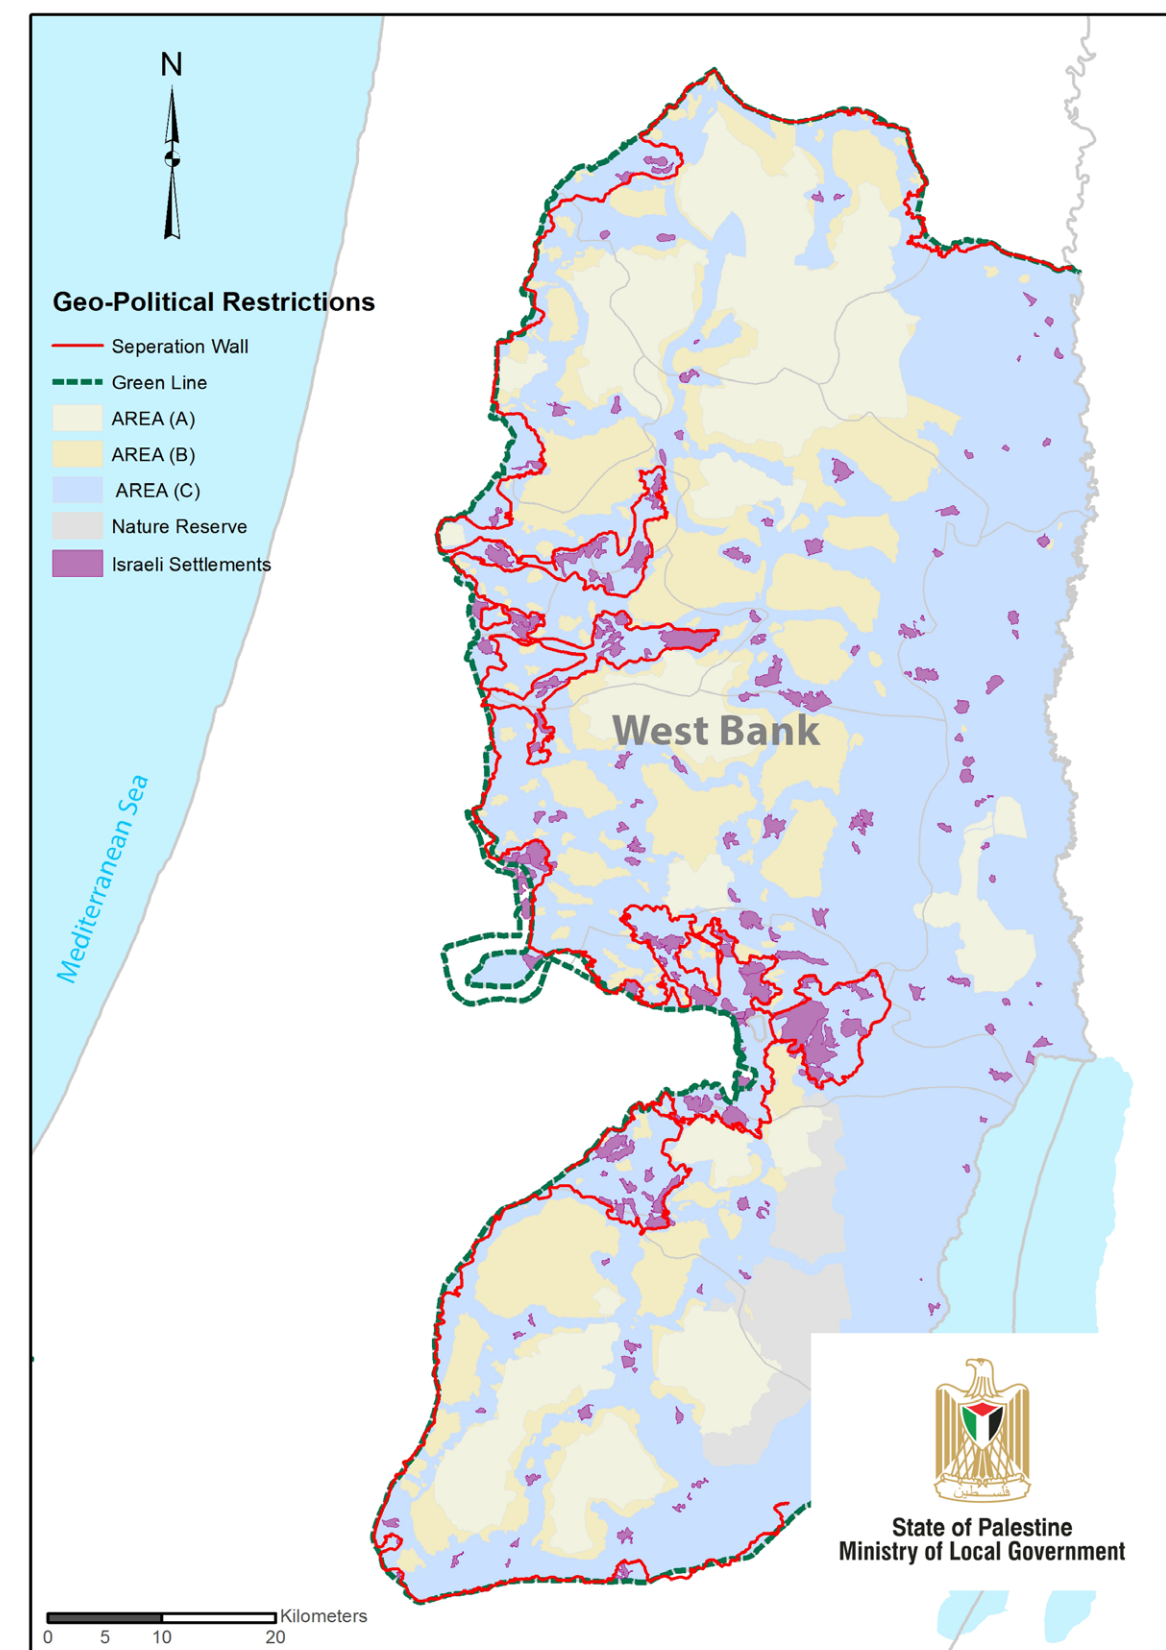 N
Geo-Political Restrictions
Seperation Wall
Green Line
AREA (A)
AREA (B)
AREA (C)
Nature Reserve
Israeli Settlements
West Bank
Mediterranean Sea
فلسطين
State of Palestine
Ministry of Local Government
Kilometers
0 5 10 20